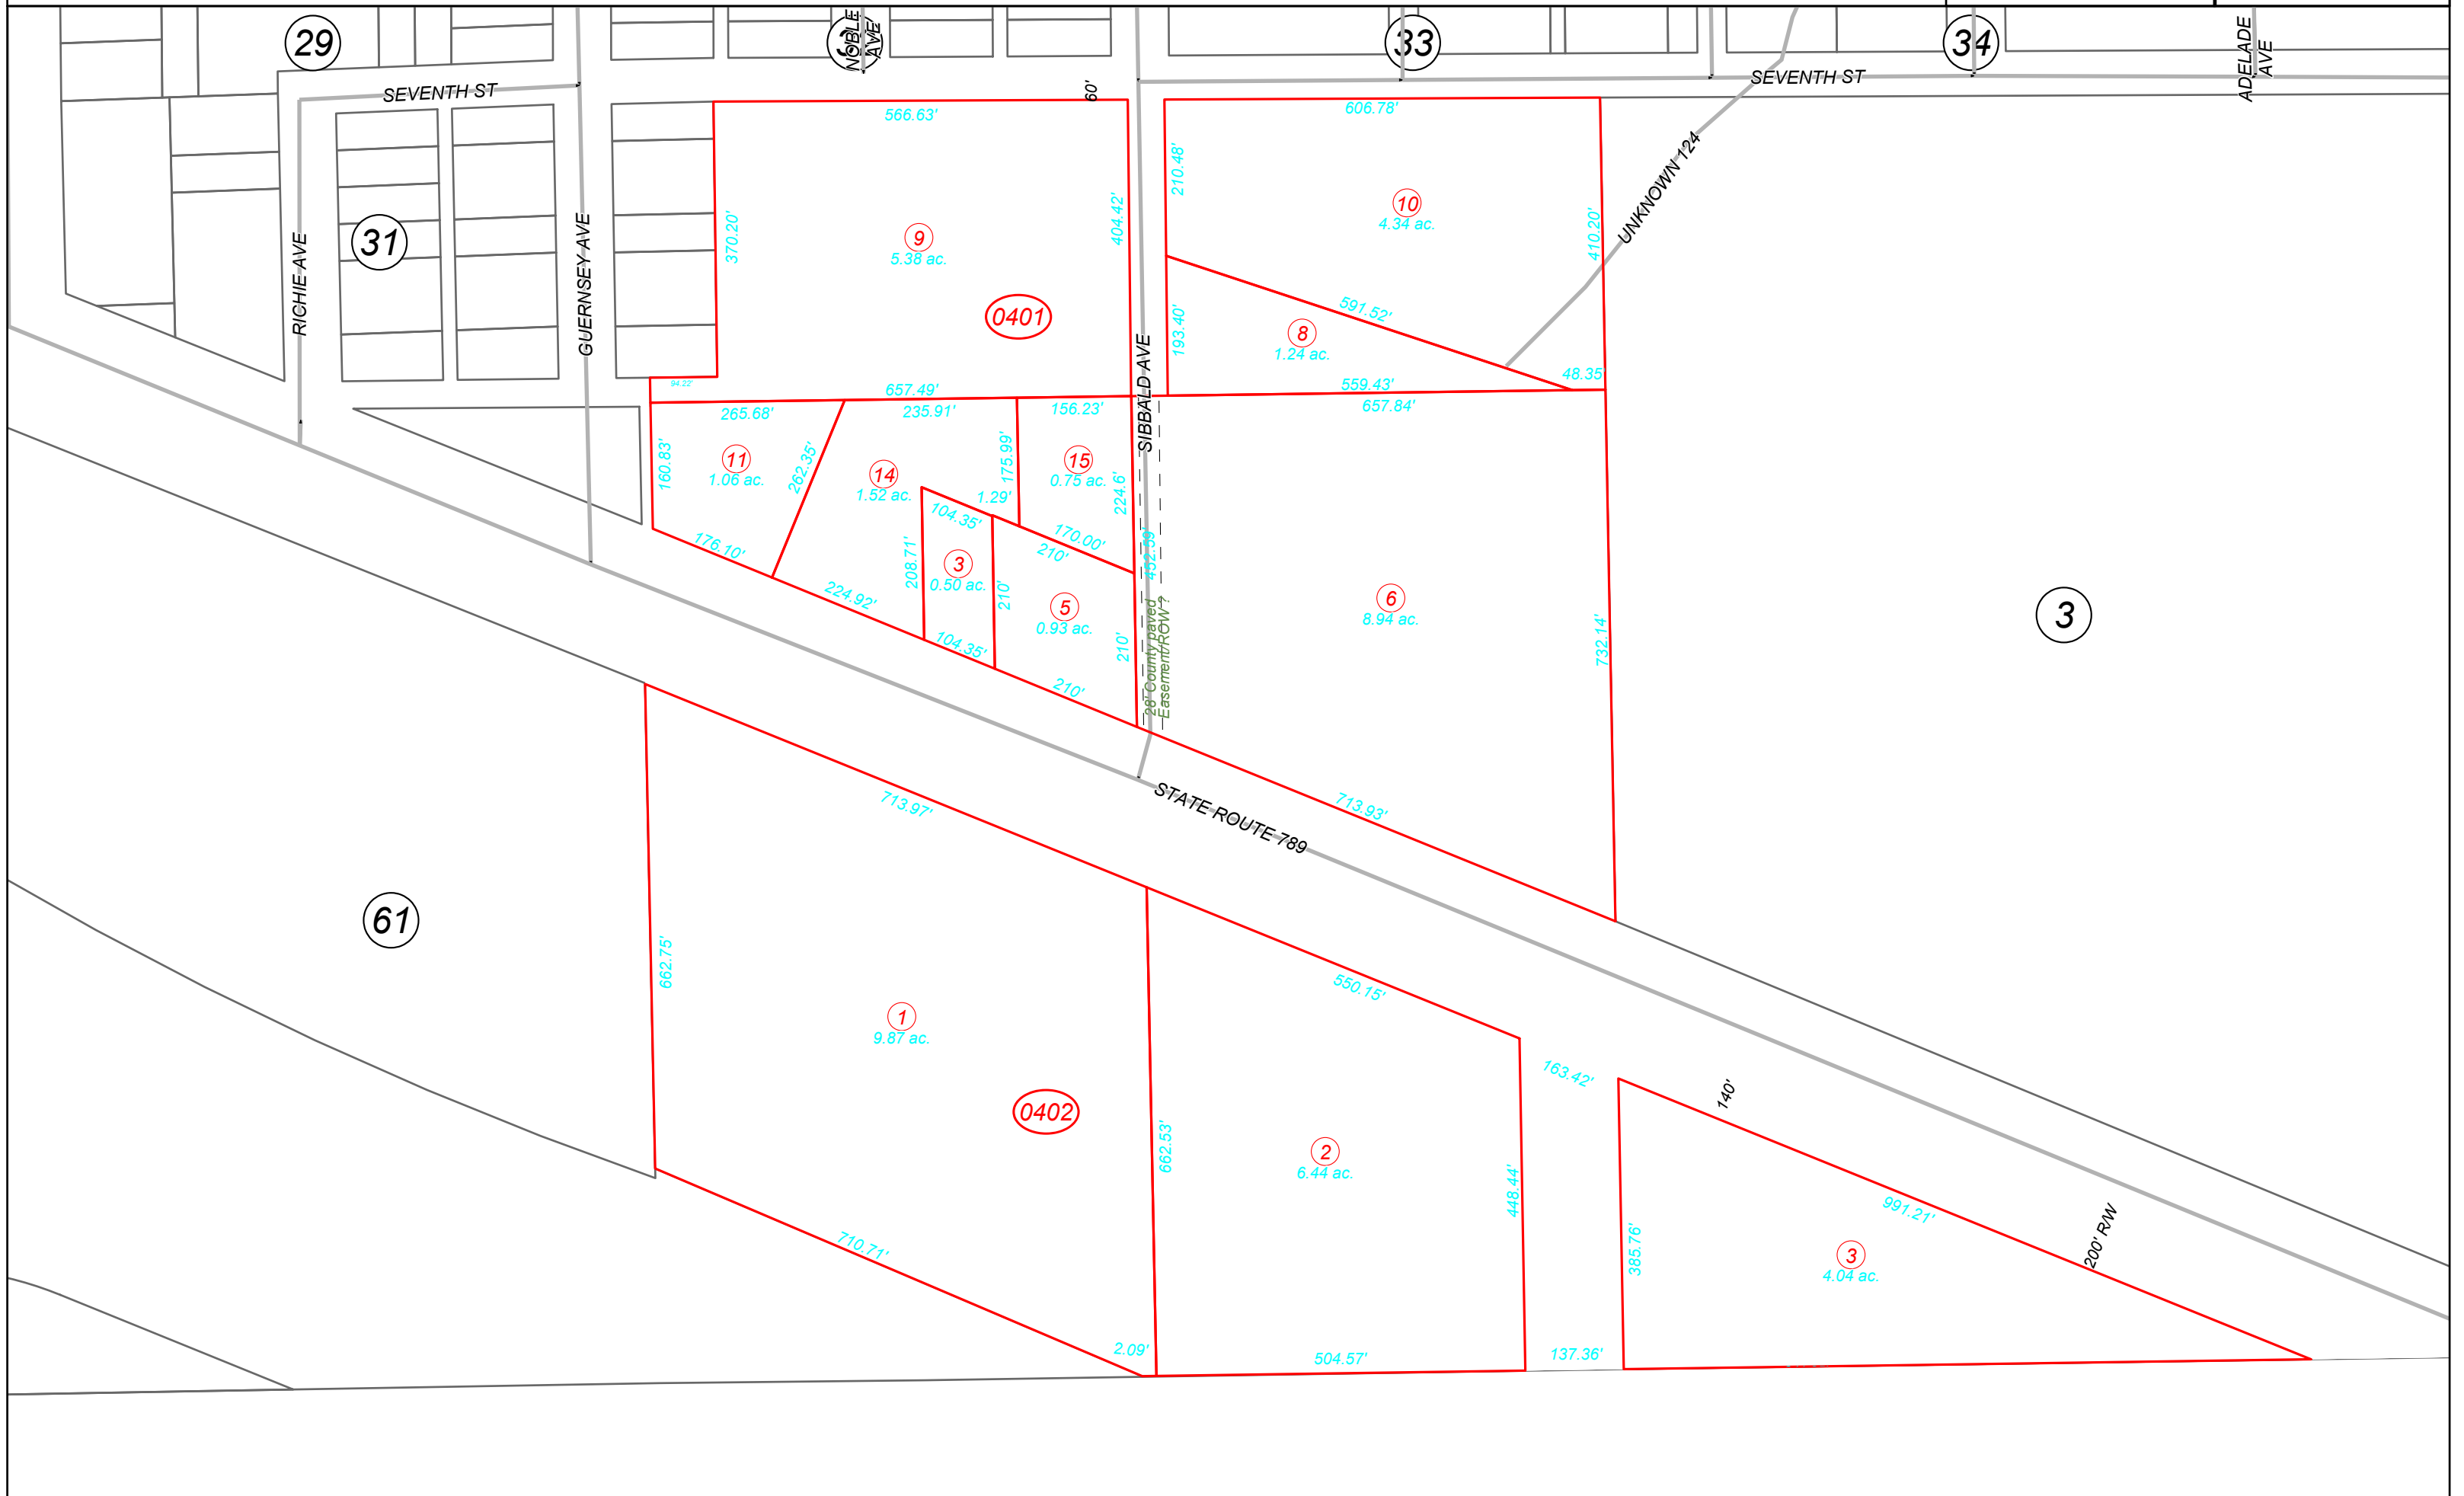 29
NOBLE
AVE
33
34
ADELADE
AVE
SEVENTH ST
SEVENTH ST
60'
566.63'
606.78'
210.48'
UNKNOWN 124
10
4.34 ac.
410.20'
404.42'
370.20'
9
5.38 ac.
31
RICHIE AVE
GUERNSEY AVE
0401
591.52'
193.40'
8
1.24 ac.
SIBBALD AVE
48.35'
559.43'
657.84'
94.22'
657.49'
265.68'
235.91'
156.23'
160.83'
11
1.06 ac.
262.35'
14
1.52 ac.
175.99'
15
0.75 ac.
224.6'
1.29'
104.35'
170.00'
210'
176.10'
208.71'
3
0.50 ac.
210'
452.59'
5
0.93 ac.
210'
28' County paved
Easement/ROW ?
6
8.94 ac.
732.14'
3
224.92'
104.35'
210'
713.97'
STATE ROUTE 789
713.93'
61
662.75'
550.15'
1
9.87 ac.
163.42'
140'
0402
662.53'
2
6.44 ac.
448.44'
991.21'
200' R/W
385.76'
3
4.04 ac.
710.71'
2.09'
504.57'
137.36'